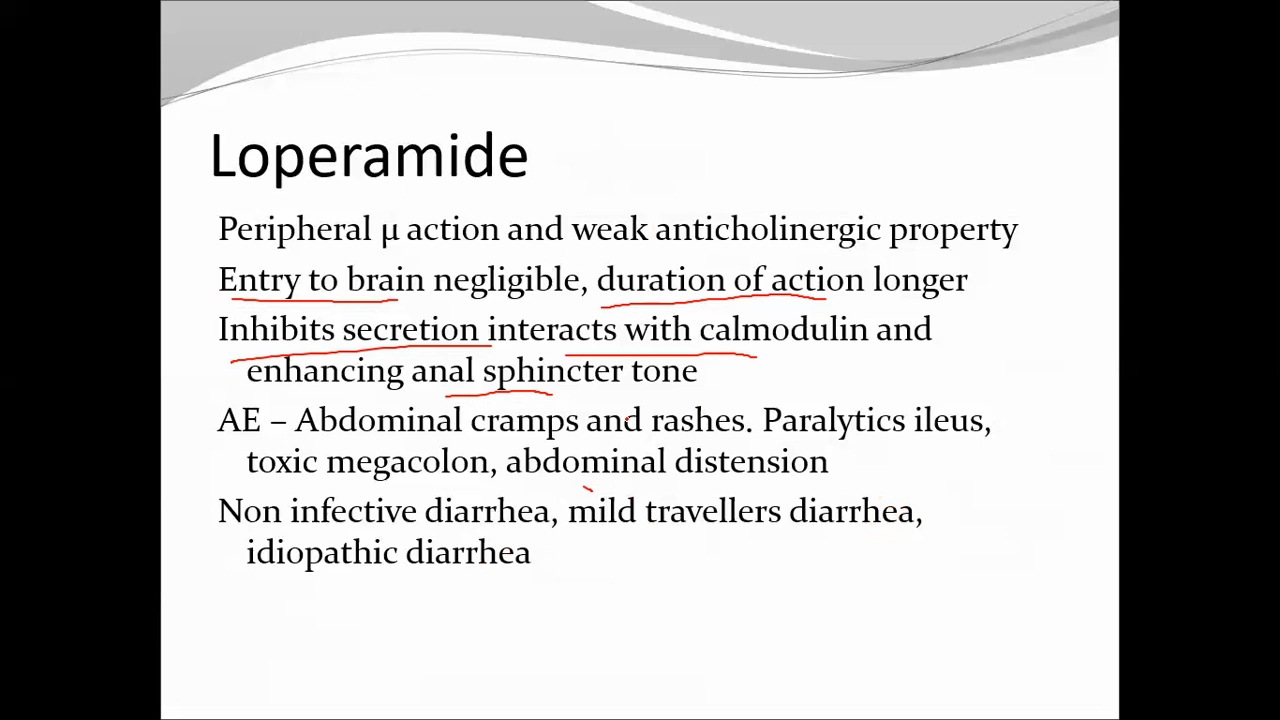 Loperamide
Peripheral µ action and weak anticholinergic property
Entry to brain negligible, duration of action longer
Inhibits secretion interacts with calmodulin and
enhancing anal sphincter tone
AE – Abdominal cramps and rashes. Paralytics ileus,
toxic megacolon, abdominal distension
Non infective diarrhea, mild travellers diarrhea,
idiopathic diarrhea